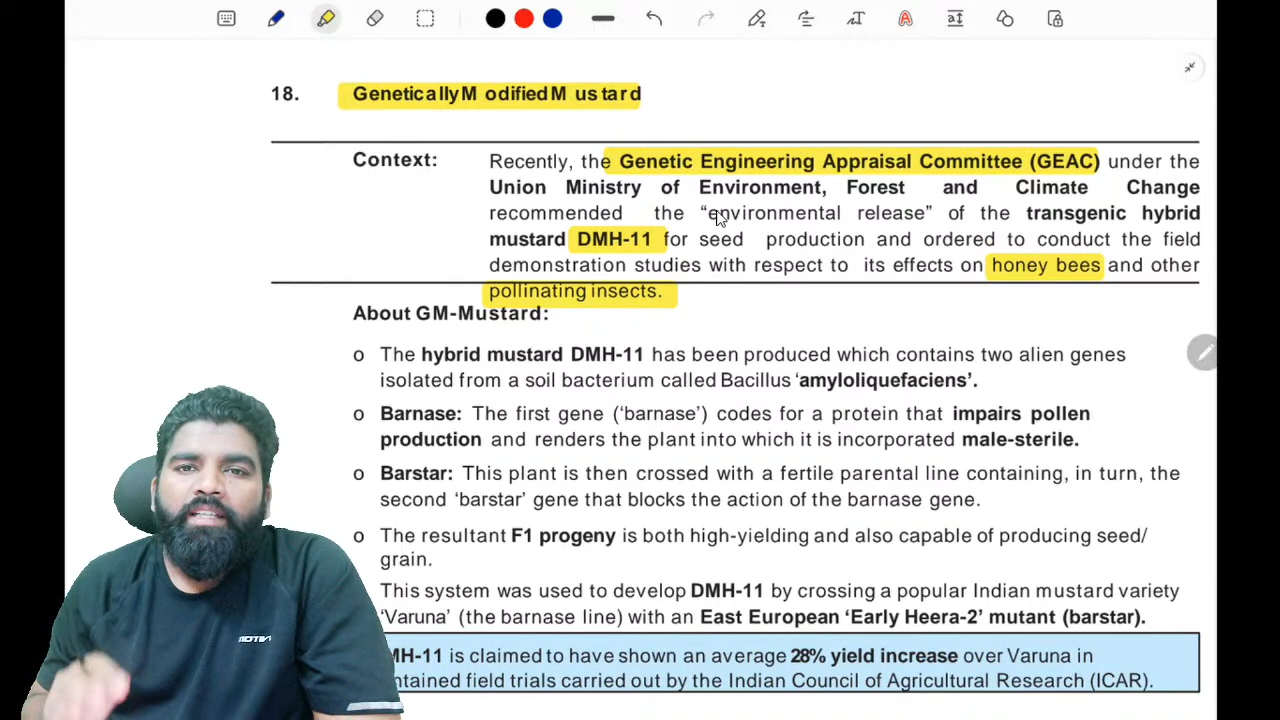 18. Genetically Modified Mustard
Context: Recently, the Genetic Engineering Appraisal Committee (GEAC) under the
Union Ministry of Environment, Forest and Climate Change
recommended the “environmental release” of the transgenic hybrid
mustard DMH-11 for seed production and ordered to conduct the field
demonstration studies with respect to its effects on honey bees and other
pollinating insects.
About GM-Mustard:
o The hybrid mustard DMH-11 has been produced which contains two alien genes
isolated from a soil bacterium called Bacillus ‘amyloliquefaciens’.
o Barnase: The first gene (‘barnase’) codes for a protein that impairs pollen
production and renders the plant into which it is incorporated male-sterile.
o Barstar: This plant is then crossed with a fertile parental line containing, in turn, the
second ‘barstar’ gene that blocks the action of the barnase gene.
o The resultant F1 progeny is both high-yielding and also capable of producing seed/
grain.
This system was used to develop DMH-11 by crossing a popular Indian mustard variety
‘Varuna’ (the barnase line) with an East European ‘Early Heera-2’ mutant (barstar).
MH-11 is claimed to have shown an average 28% yield increase over Varuna in
ntained field trials carried out by the Indian Council of Agricultural Research (ICAR).